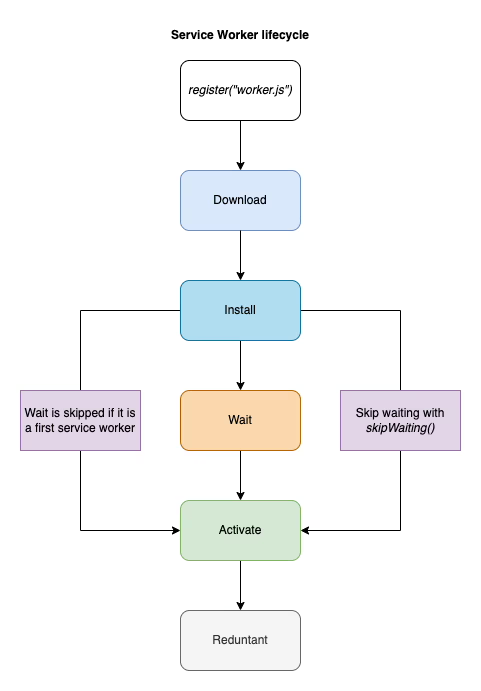 Service Worker lifecycle
register("worker.js")
Download
Install
Wait is skipped if it is
a first service worker
Wait
Skip waiting with
skipWaiting()
Activate
Reduntant